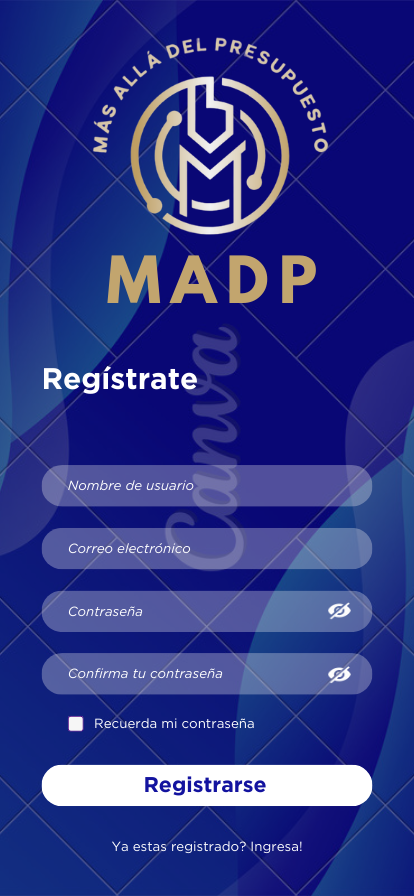 MÁS ALLÁ DEL PRESUPUESTO
MADP
Canva
Regístrate
Nombre de usuario
Correo electrónico
Contraseña
Confirma tu contraseña
Recuerda mi contraseña
Registrarse
Ya estas registrado? Ingresa!